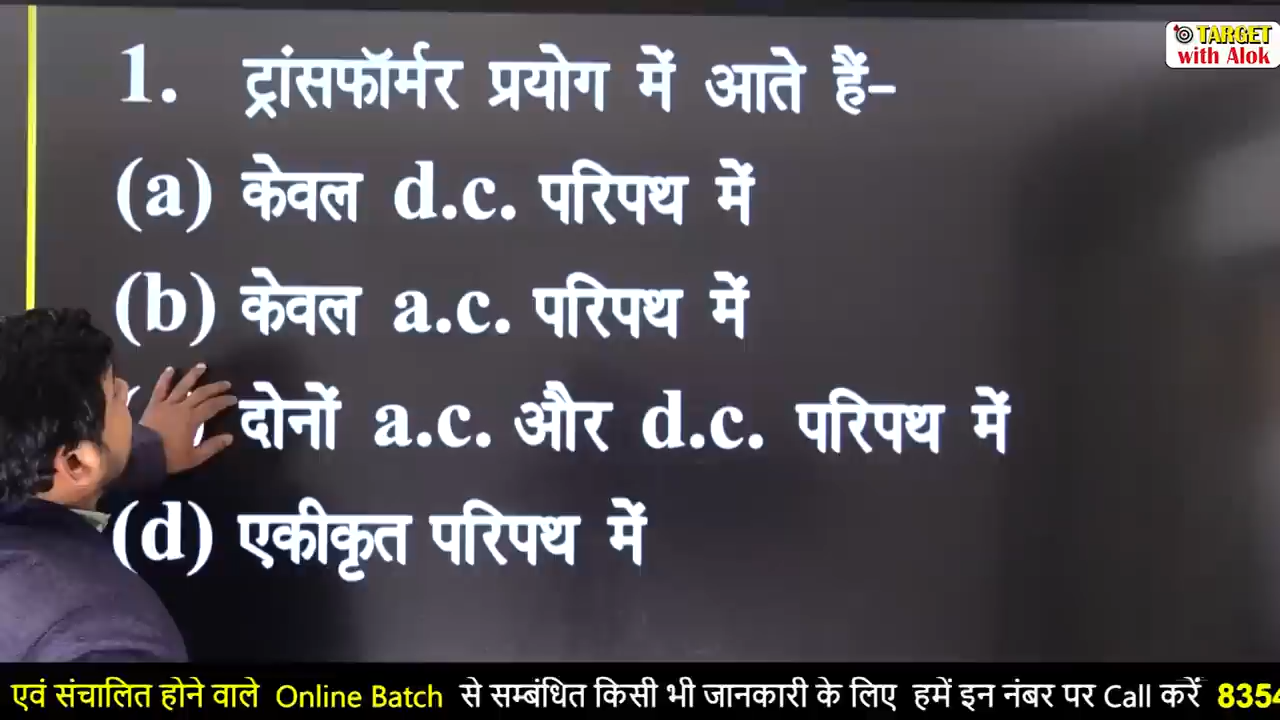 TARGET
with Alok
1. ट्रांसफॉर्मर प्रयोग में आते हैं-
(a) केवल d.c. परिपथ में
(b) केवल a.c. परिपथ में
दोनों a.c. और d.c. परिपथ में
(d) एकीकृत परिपथ में
एवं संचालित होने वाले Online Batch से सम्बंधित किसी भी जानकारी के लिए हमें इन नंबर पर Call करें 8354